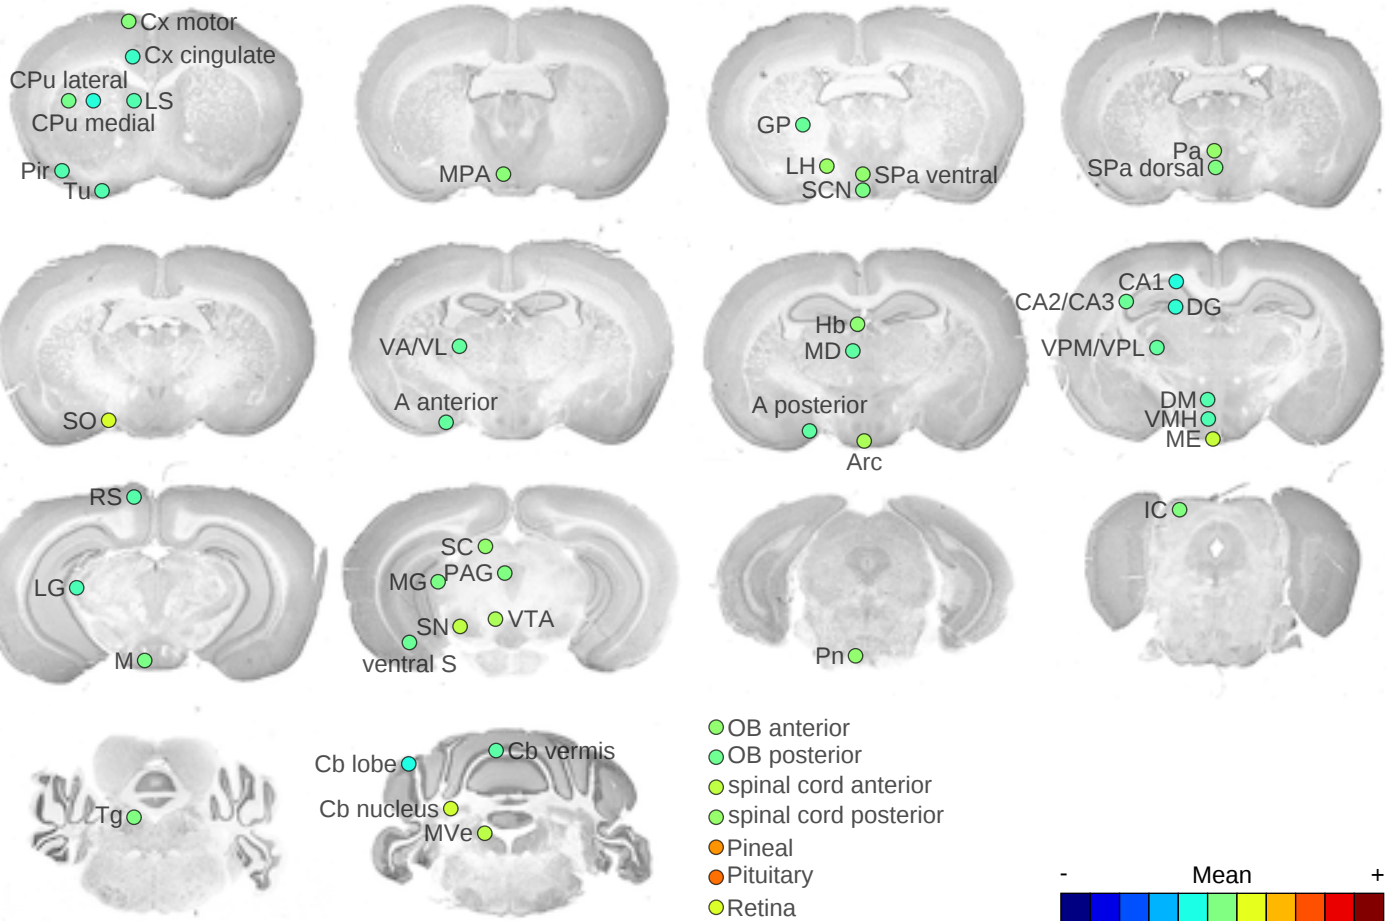 Cx motor
Cx cingulate
CPu lateral
LS
CPu medial
Pir
Tu
MPA
GP
LH
SPa ventral
SCN
Pa
SPa dorsal
SO
VA/VL
A anterior
Hb
MD
A posterior
Arc
CA1
CA2/CA3
DG
VPM/VPL
DM
VMH
ME
RS
LG
M
SC
MG
PAG
SN
VTA
ventral S
Pn
IC
Tg
Cb lobe
Cb vermis
Cb nucleus
MVe
OB anterior
OB posterior
spinal cord anterior
spinal cord posterior
Pineal
Pituitary
Retina
- Mean +